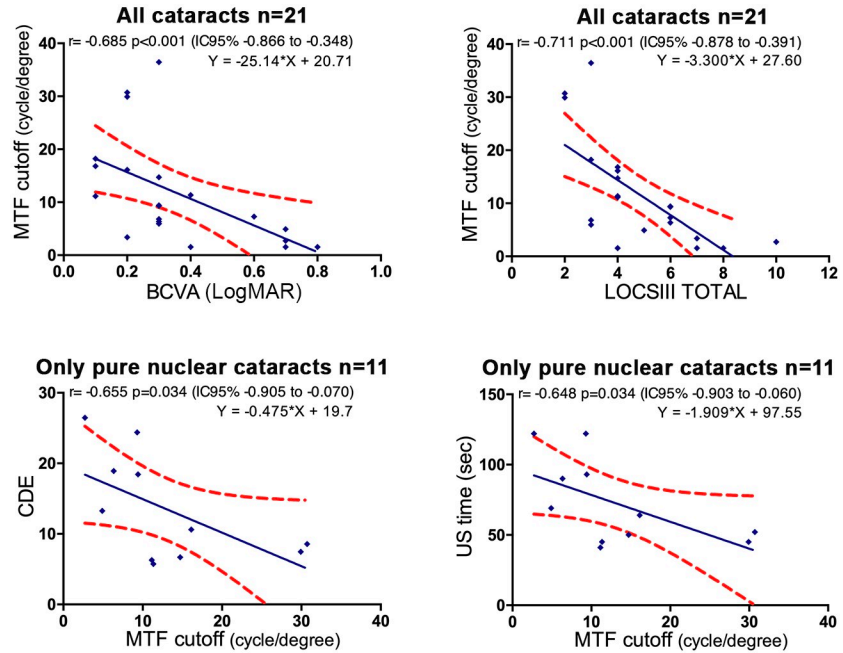 All cataracts n=21
r= -0.685 p<0.001 (IC95% -0.866 to -0.348)
Y = -25.14*X + 20.71
MTF cutoff (cycle/degree)
40
30
20
10
0
0.0 0.2 0.4 0.6 0.8 1.0
BCVA (LogMAR)
All cataracts n=21
r= -0.711 p<0.001 (IC95% -0.878 to -0.391)
Y = -3.300*X + 27.60
MTF cutoff (cycle/degree)
40
30
20
10
0
0 2 4 6 8 10 12
LOCSIII TOTAL
Only pure nuclear cataracts n=11
r= -0.655 p=0.034 (IC95% -0.905 to -0.070)
Y = -0.475*X + 19.7
CDE
30
20
10
0
0 10 20 30 40
MTF cutoff (cycle/degree)
Only pure nuclear cataracts n=11
r= -0.648 p=0.034 (IC95% -0.903 to -0.060)
Y = -1.909*X + 97.55
US time (sec)
150
100
50
0
0 10 20 30 40
MTF cutoff (cycle/degree)